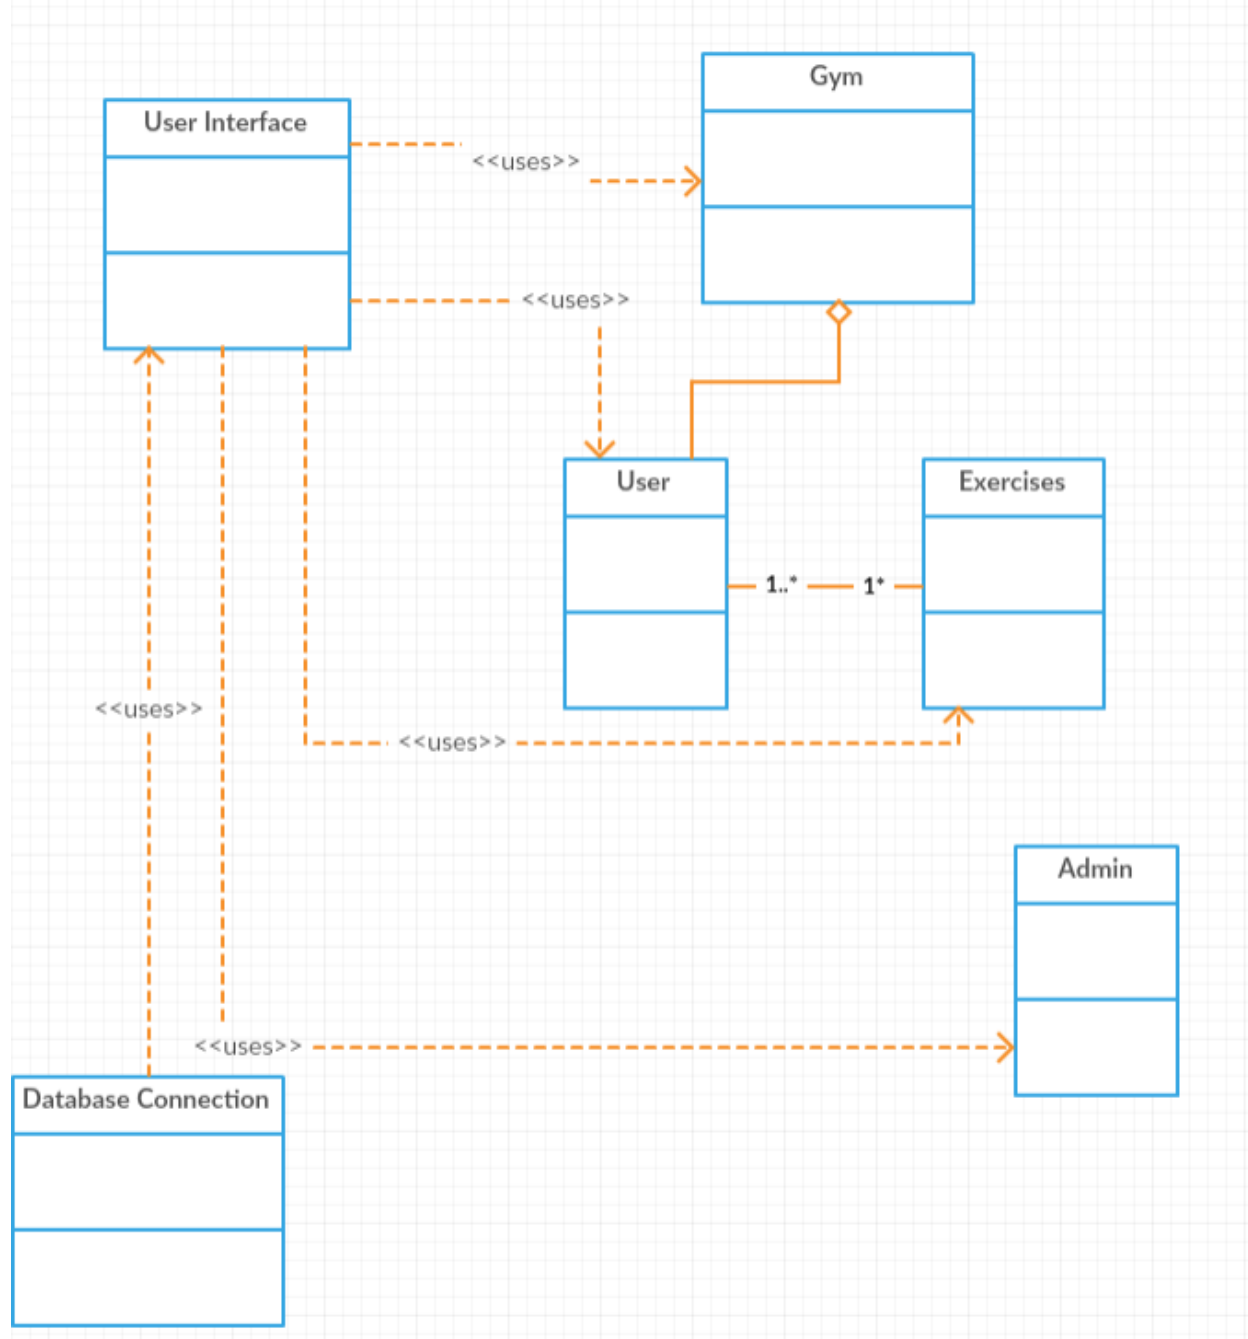 Gym
User Interface
<<uses>>
<<uses>>
User
Exercises
1..*
1*
<<uses>>
<<uses>>
Admin
<<uses>>
Database Connection